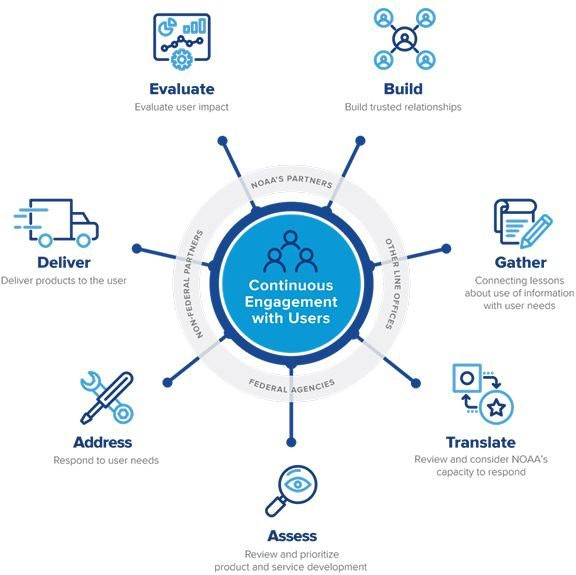 Evaluate
Evaluate user impact
Build
Build trusted relationships
NOAA'S PARTNERS
Deliver
Deliver products to the user
NON-FEDERAL PARTNERS
Continuous
Engagement
with Users
OTHER LINE OFFICES
Gather
Connecting lessons
about use of information
with user needs
FEDERAL AGENCIES
Address
Respond to user needs
Translate
Review and consider NOAA's
capacity to respond
Assess
Review and prioritize
product and service development